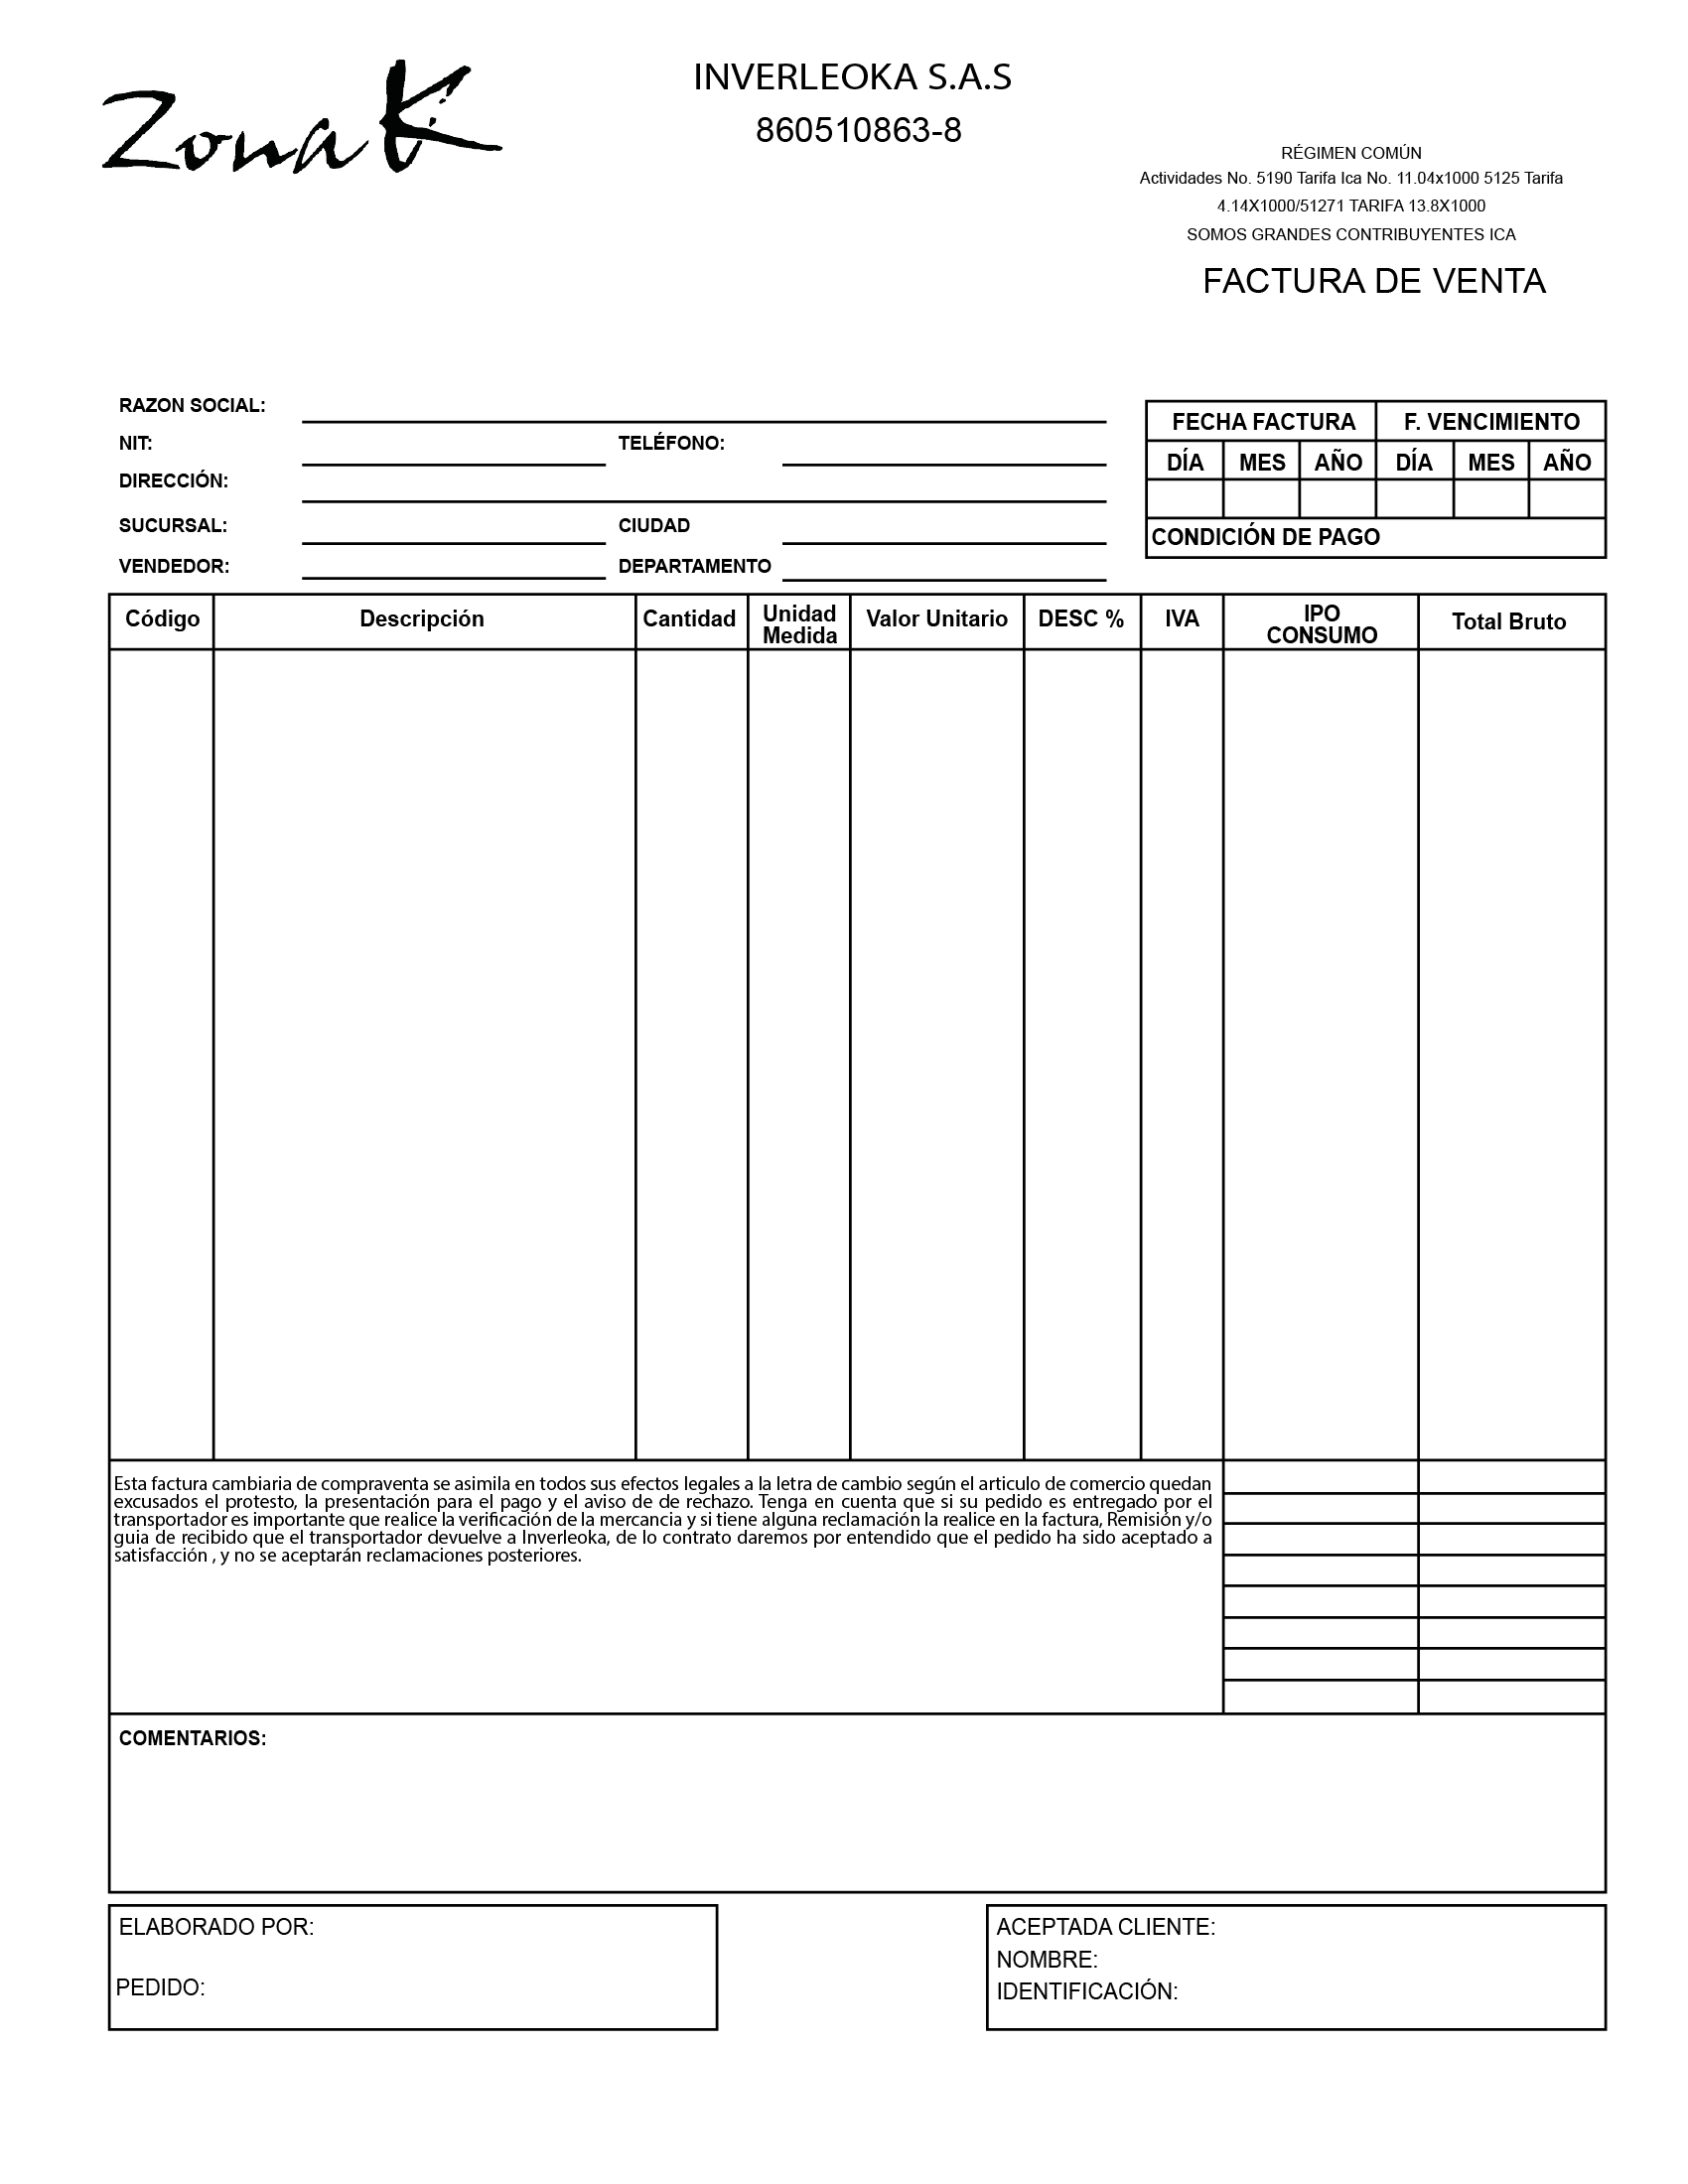 Zona K
INVERLEOKA S.A.S
860510863-8
RÉGIMEN COMÚN
Actividades No. 5190 Tarifa Ica No. 11.04x1000 5125 Tarifa
4.14X1000/51271 TARIFA 13.8X1000
SOMOS GRANDES CONTRIBUYENTES ICA
FACTURA DE VENTA
RAZON SOCIAL:
NIT: TELÉFONO:
DIRECCIÓN:
SUCURSAL: CIUDAD
VENDEDOR: DEPARTAMENTO
FECHA FACTURA F. VENCIMIENTO
DÍA MES AÑO DÍA MES AÑO
CONDICIÓN DE PAGO
Código Descripción Cantidad Unidad Medida Valor Unitario DESC % IVA IPO CONSUMO Total Bruto
Esta factura cambiaria de compraventa se asimila en todos sus efectos legales a la letra de cambio según el articulo de comercio quedan
excusados el protesto, la presentación para el pago y el aviso de de rechazo. Tenga en cuenta que si su pedido es entregado por el
transportador es importante que realice la verificación de la mercancia y si tiene alguna reclamación la realice en la factura, Remisión y/o
guia de recibido que el transportador devuelve a Inverleoka, de lo contrato daremos por entendido que el pedido ha sido aceptado a
satisfacción , y no se aceptarán reclamaciones posteriores.
COMENTARIOS:
ELABORADO POR:
PEDIDO:
ACEPTADA CLIENTE:
NOMBRE:
IDENTIFICACIÓN: